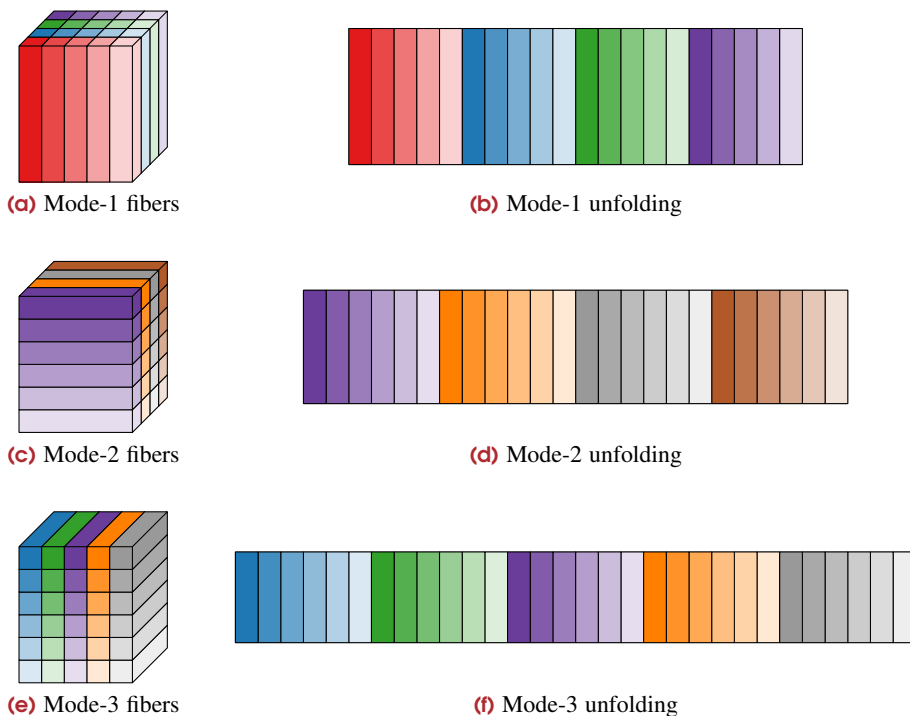 (a) Mode-1 fibers
(b) Mode-1 unfolding
(c) Mode-2 fibers
(d) Mode-2 unfolding
(e) Mode-3 fibers
(f) Mode-3 unfolding